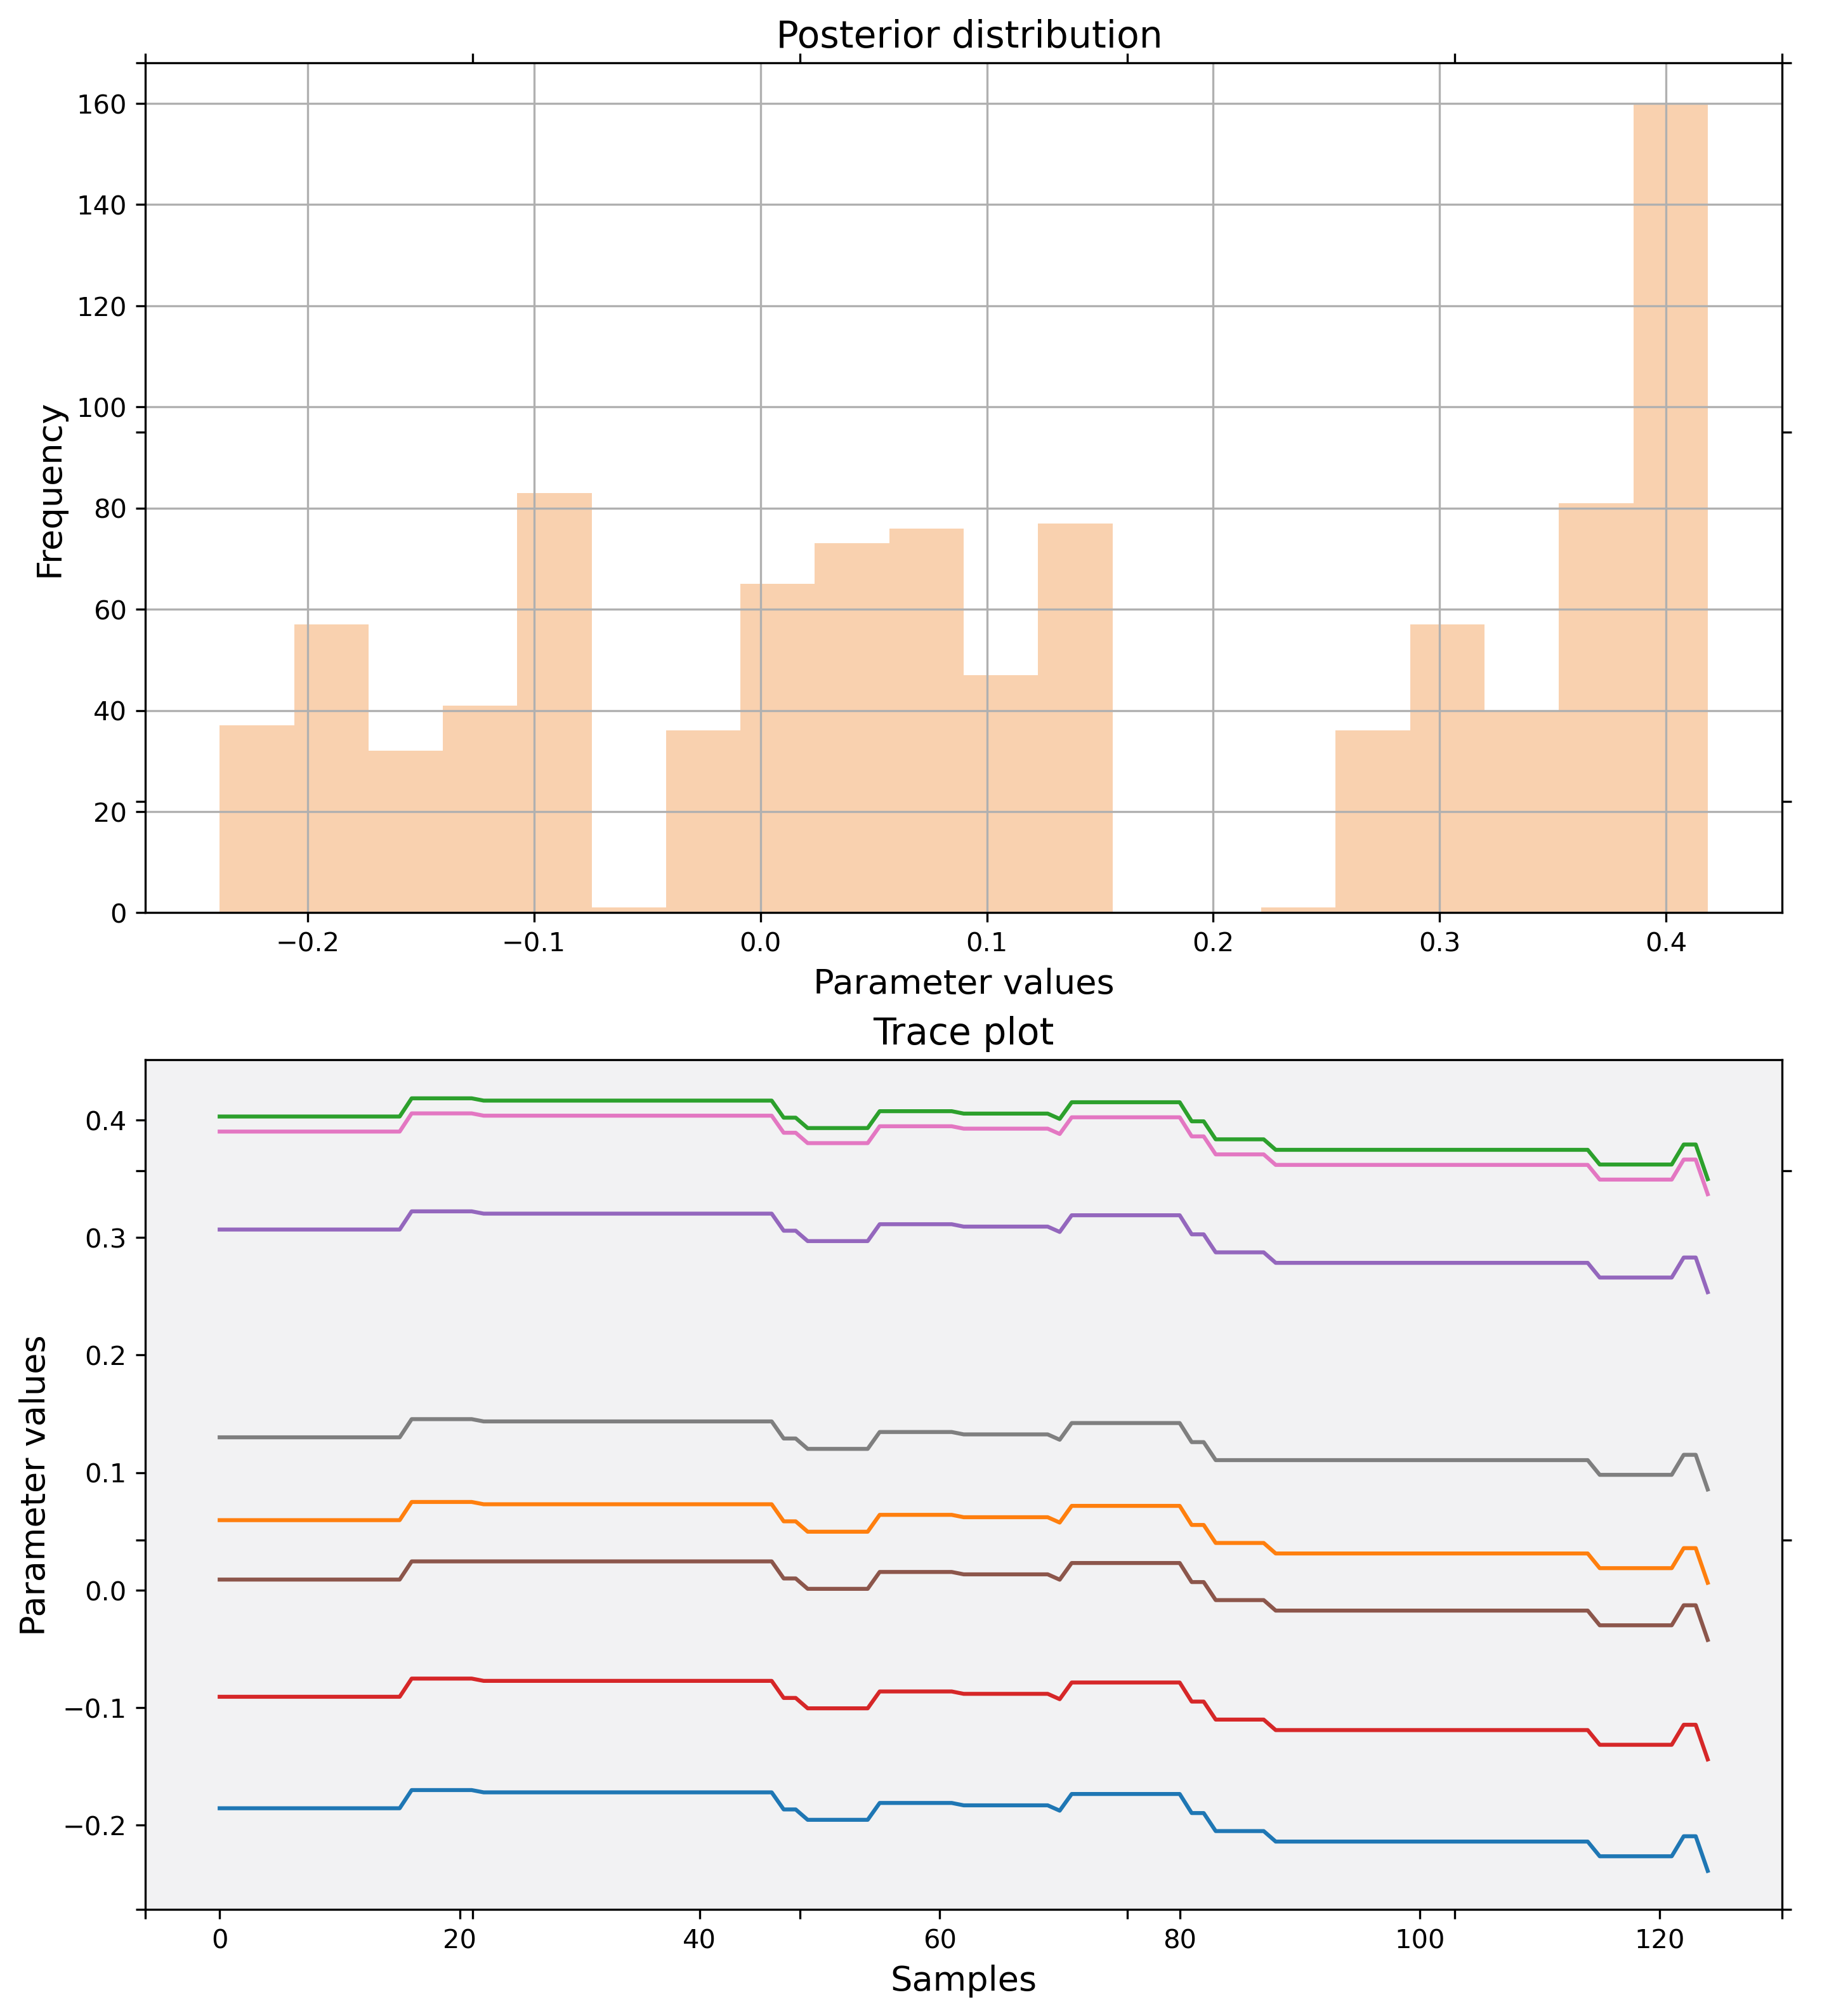 Posterior distribution
160
140
120
100
80
60
40
20
0
Frequency
−0.2 −0.1 0.0 0.1 0.2 0.3 0.4
Parameter values
Trace plot
0.4
0.3
0.2
0.1
0.0
−0.1
−0.2
Parameter values
0 20 40 60 80 100 120
Samples